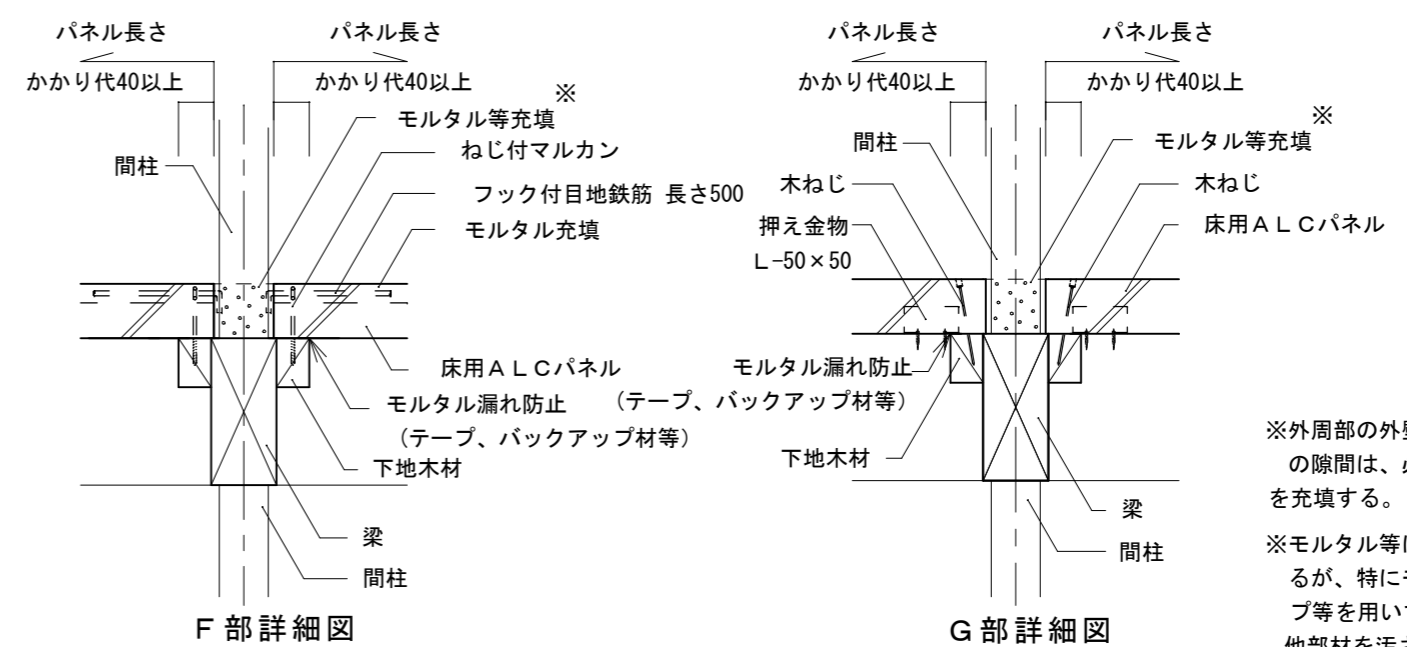 パネル長さ
パネル長さ
かかり代40以上
かかり代40以上
※
モルタル等充填
ねじ付マルカン
間柱
フック付目地鉄筋 長さ500
モルタル充填
床用ALCパネル
モルタル漏れ防止
(テープ、バックアップ材等)
下地木材
梁
間柱
F部詳細図
パネル長さ
パネル長さ
かかり代40以上
かかり代40以上
※
間柱
モルタル等充填
木ねじ
木ねじ
押え金物
L-50×50
床用ALCパネル
モルタル漏れ防止
(テープ、バックアップ材等)
下地木材
梁
間柱
G部詳細図
※外周部の外
の隙間は、
を充填する。
※モルタル等
るが、特に
プ等を用い
他部材を汚